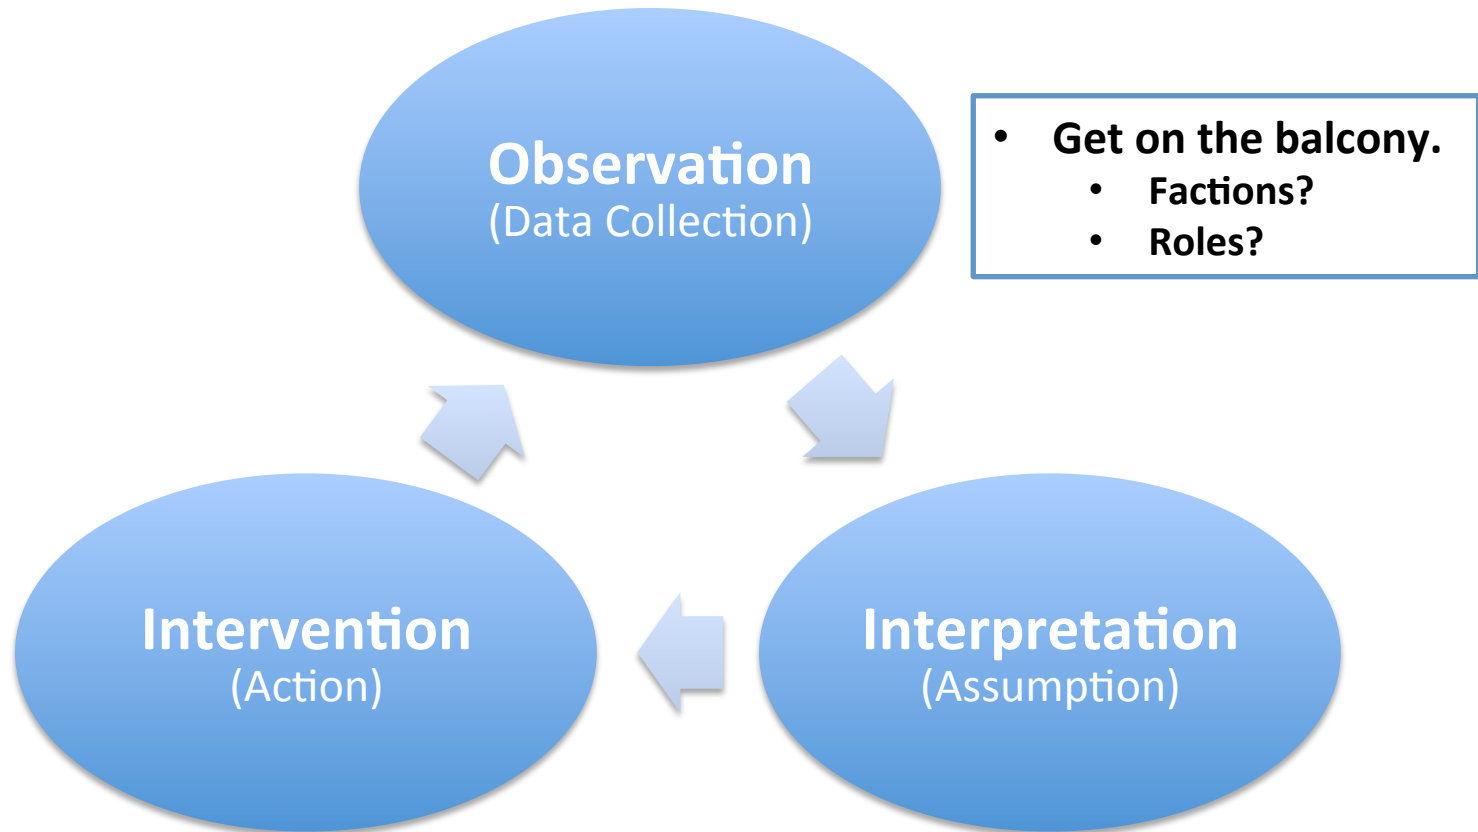 Observation
(Data Collection)
• Get on the balcony.
• Factions?
• Roles?
Intervention
(Action)
Interpretation
(Assumption)